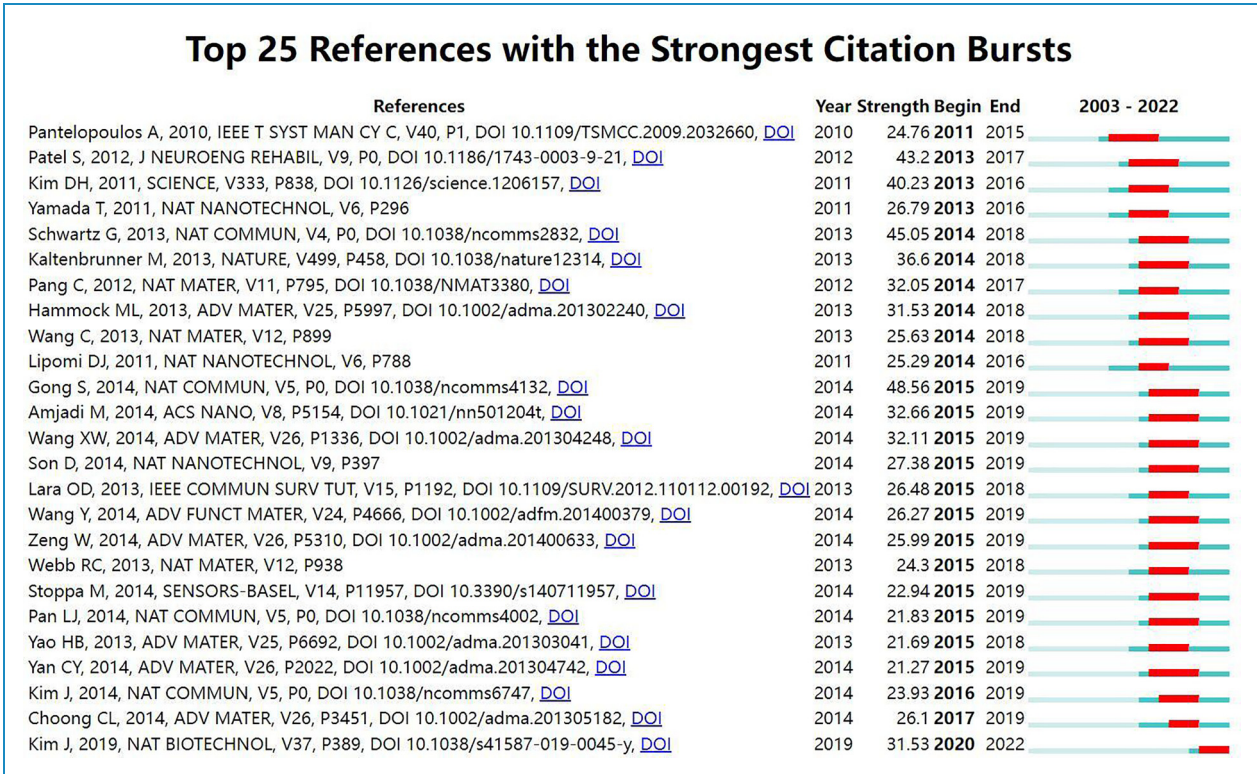 Top 25 References with the Strongest Citation Bursts
References Year Strength Begin End 2003 - 2022
Pantelopoulos A, 2010, IEEE T SYST MAN CY C, V40, P1, DOI 10.1109/TSMCC.2009.2032660, DOI 2010 24.76 2011 2015
Patel S, 2012, J NEUROENG REHABIL, V9, P0, DOI 10.1186/1743-0003-9-21, DOI 2012 43.2 2013 2017
Kim DH, 2011, SCIENCE, V333, P838, DOI 10.1126/science.1206157, DOI 2011 40.23 2013 2016
Yamada T, 2011, NAT NANOTECHNOL, V6, P296 2011 26.79 2013 2016
Schwartz G, 2013, NAT COMMUN, V4, P0, DOI 10.1038/ncomms2832, DOI 2013 45.05 2014 2018
Kaltenbrunner M, 2013, NATURE, V499, P458, DOI 10.1038/nature12314, DOI 2013 36.6 2014 2018
Pang C, 2012, NAT MATER, V11, P795, DOI 10.1038/NMAT3380, DOI 2012 32.05 2014 2017
Hammock ML, 2013, ADV MATER, V25, P5997, DOI 10.1002/adma.201302240, DOI 2013 31.53 2014 2018
Wang C, 2013, NAT MATER, V12, P899 2013 25.63 2014 2018
Lipomi DJ, 2011, NAT NANOTECHNOL, V6, P788 2011 25.29 2014 2016
Gong S, 2014, NAT COMMUN, V5, P0, DOI 10.1038/ncomms4132, DOI 2014 48.56 2015 2019
Amjadi M, 2014, ACS NANO, V8, P5154, DOI 10.1021/nn501204t, DOI 2014 32.66 2015 2019
Wang XW, 2014, ADV MATER, V26, P1336, DOI 10.1002/adma.201304248, DOI 2014 32.11 2015 2019
Son D, 2014, NAT NANOTECHNOL, V9, P397 2014 27.38 2015 2019
Lara OD, 2013, IEEE COMMUN SURV TUT, V15, P1192, DOI 10.1109/SURV.2012.110112.00192, DOI 2013 26.48 2015 2018
Wang Y, 2014, ADV FUNCT MATER, V24, P4666, DOI 10.1002/adfm.201400379, DOI 2014 26.27 2015 2019
Zeng W, 2014, ADV MATER, V26, P5310, DOI 10.1002/adma.201400633, DOI 2014 25.99 2015 2019
Webb RC, 2013, NAT MATER, V12, P938 2013 24.3 2015 2018
Stoppa M, 2014, SENSORS-BASEL, V14, P11957, DOI 10.3390/s140711957, DOI 2014 22.94 2015 2019
Pan LJ, 2014, NAT COMMUN, V5, P0, DOI 10.1038/ncomms4002, DOI 2014 21.83 2015 2019
Yao HB, 2013, ADV MATER, V25, P6692, DOI 10.1002/adma.201303041, DOI 2013 21.69 2015 2018
Yan CY, 2014, ADV MATER, V26, P2022, DOI 10.1002/adma.201304742, DOI 2014 21.27 2015 2019
Kim J, 2014, NAT COMMUN, V5, P0, DOI 10.1038/ncomms6747, DOI 2014 23.93 2016 2019
Choong CL, 2014, ADV MATER, V26, P3451, DOI 10.1002/adma.201305182, DOI 2014 26.1 2017 2019
Kim J, 2019, NAT BIOTECHNOL, V37, P389, DOI 10.1038/s41587-019-0045-y, DOI 2019 31.53 2020 2022